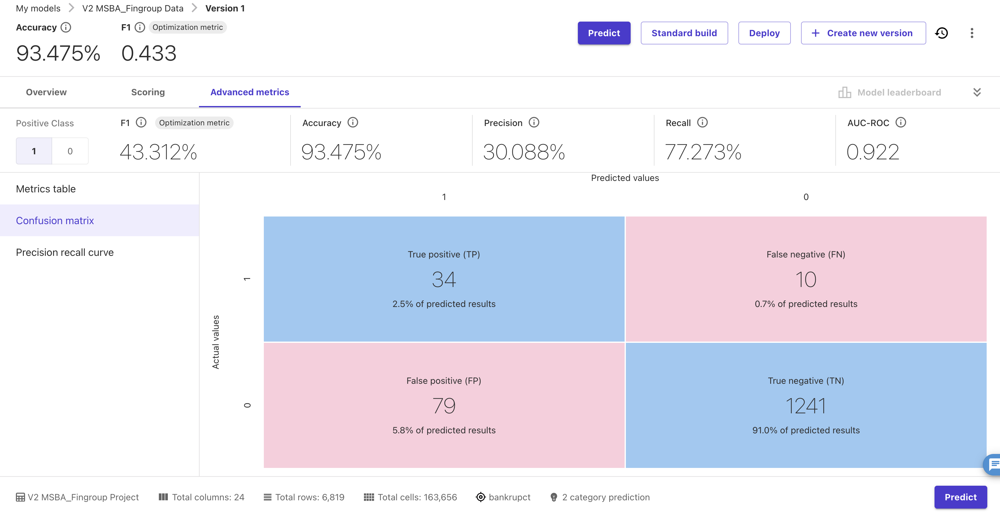 My models > V2 MSBA_Fingroup Data > Version 1
Accuracy F1 Optimization metric
93.475% 0.433
Predict Standard build Deploy + Create new version
Overview Scoring Advanced metrics Model leaderboard
Positive Class F1 Optimization metric Accuracy Precision Recall AUC-ROC
1 0 43.312% 93.475% 30.088% 77.273% 0.922
Metrics table
Confusion matrix
Precision recall curve
Predicted values
1 0
Actual values
1
True positive (TP)
34
2.5% of predicted results
False negative (FN)
10
0.7% of predicted results
0
False positive (FP)
79
5.8% of predicted results
True negative (TN)
1241
91.0% of predicted results
V2 MSBA_Fingroup Project Total columns: 24 Total rows: 6,819 Total cells: 163,656 bankrupct 2 category prediction Predict